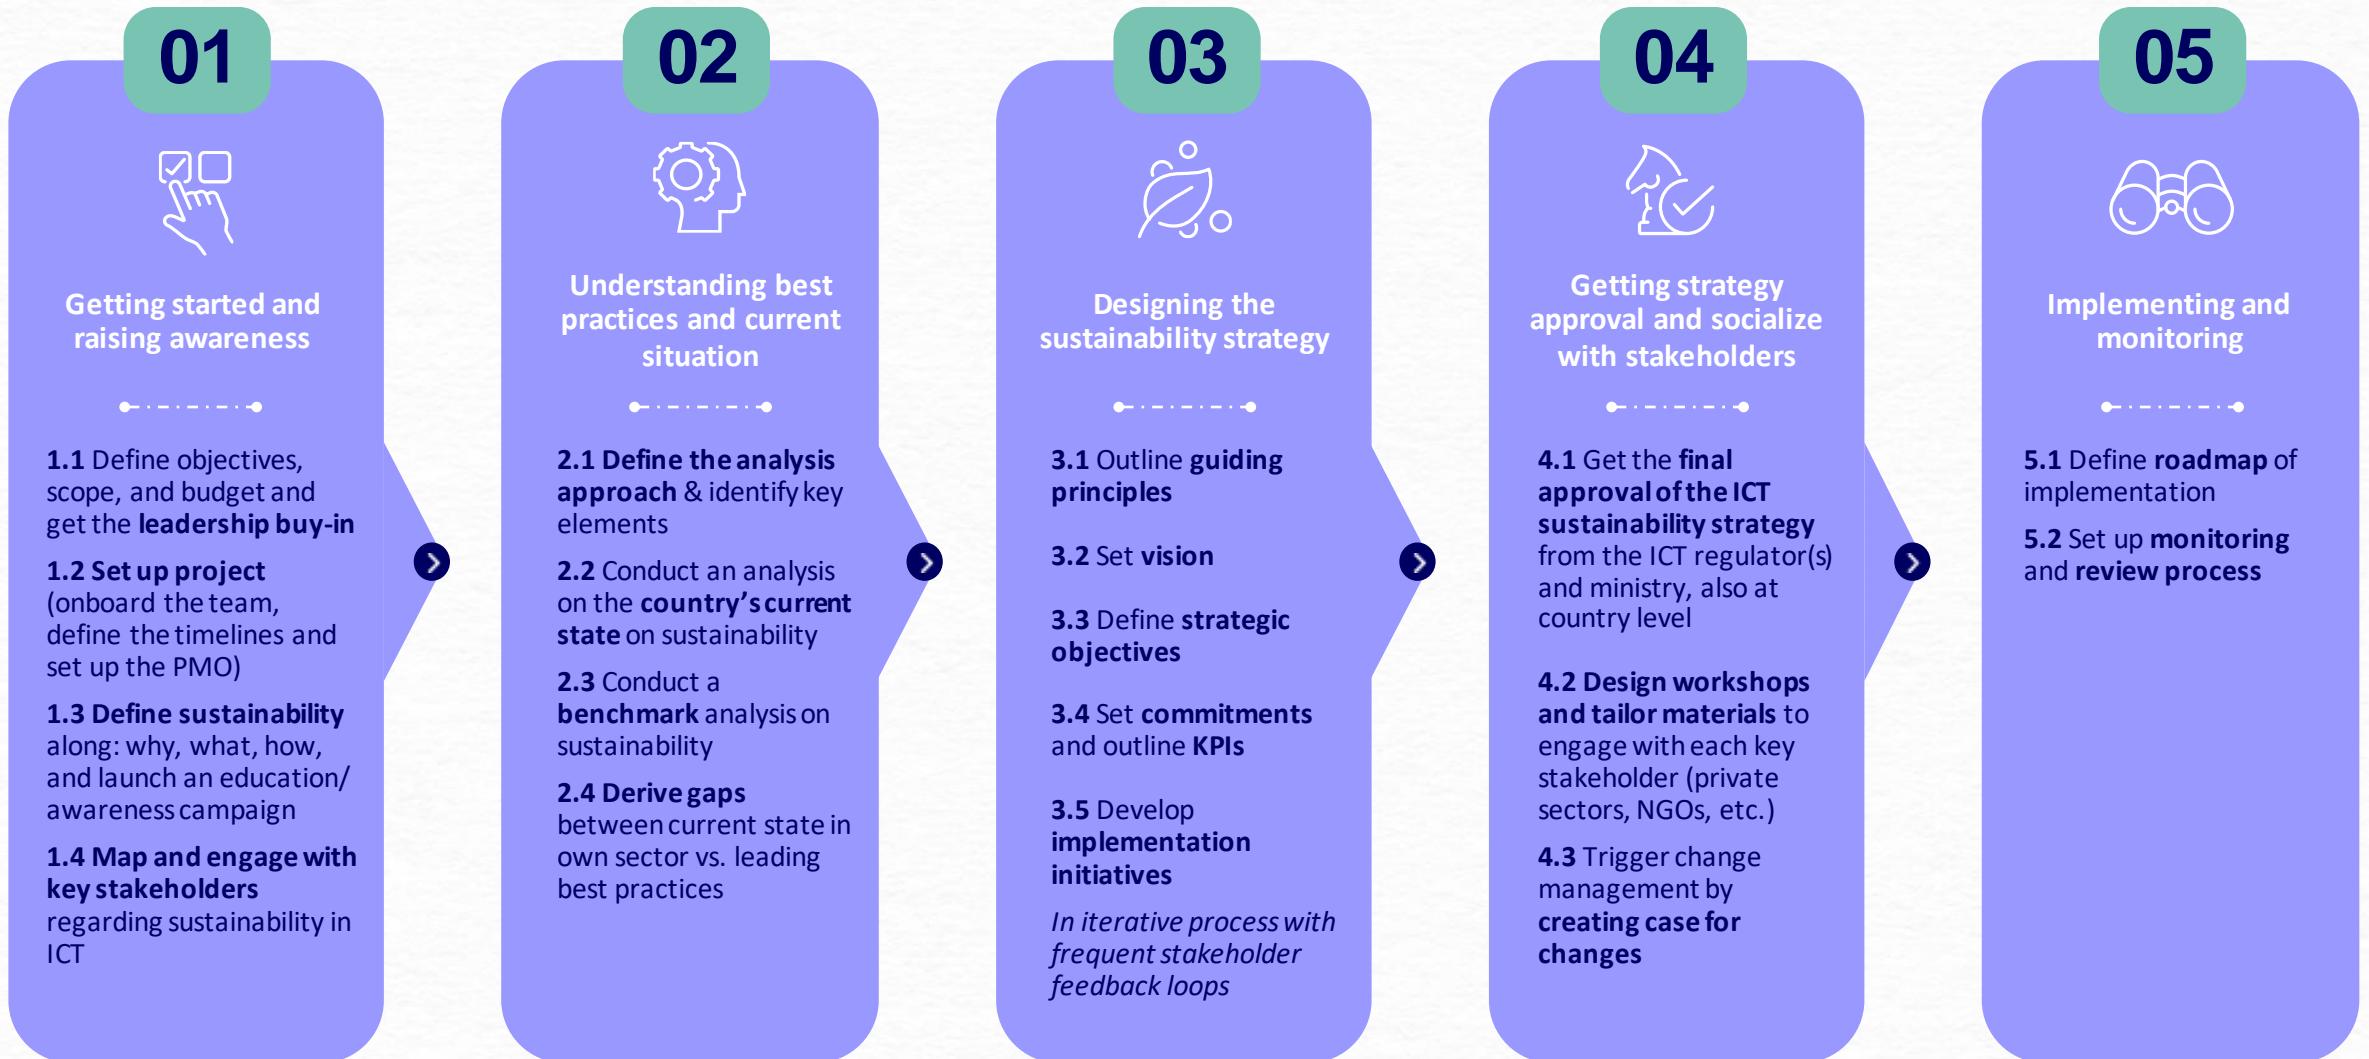 01
Getting started and
raising awareness
1.1 Define objectives,
scope, and budget and
get the leadership buy-in
1.2 Set up project
(onboard the team,
define the timelines and
set up the PMO)
1.3 Define sustainability
along: why, what, how,
and launch an education/
awareness campaign
1.4 Map and engage with
key stakeholders
regarding sustainability in
ICT
02
Understanding best
practices and current
situation
2.1 Define the analysis
approach & identify key
elements
2.2 Conduct an analysis
on the country’s current
state on sustainability
2.3 Conduct a
benchmark analysis on
sustainability
2.4 Derive gaps
between current state in
own sector vs. leading
best practices
03
Designing the
sustainability strategy
3.1 Outline guiding
principles
3.2 Set vision
3.3 Define strategic
objectives
3.4 Set commitments
and outline KPIs
3.5 Develop
implementation
initiatives
In iterative process with
frequent stakeholder
feedback loops
04
Getting strategy
approval and socialize
with stakeholders
4.1 Get the final
approval of the ICT
sustainability strategy
from the ICT regulator(s)
and ministry, also at
country level
4.2 Design workshops
and tailor materials to
engage with each key
stakeholder (private
sectors, NGOs, etc.)
4.3 Trigger change
management by
creating case for
changes
05
Implementing and
monitoring
5.1 Define roadmap of
implementation
5.2 Set up monitoring
and review process